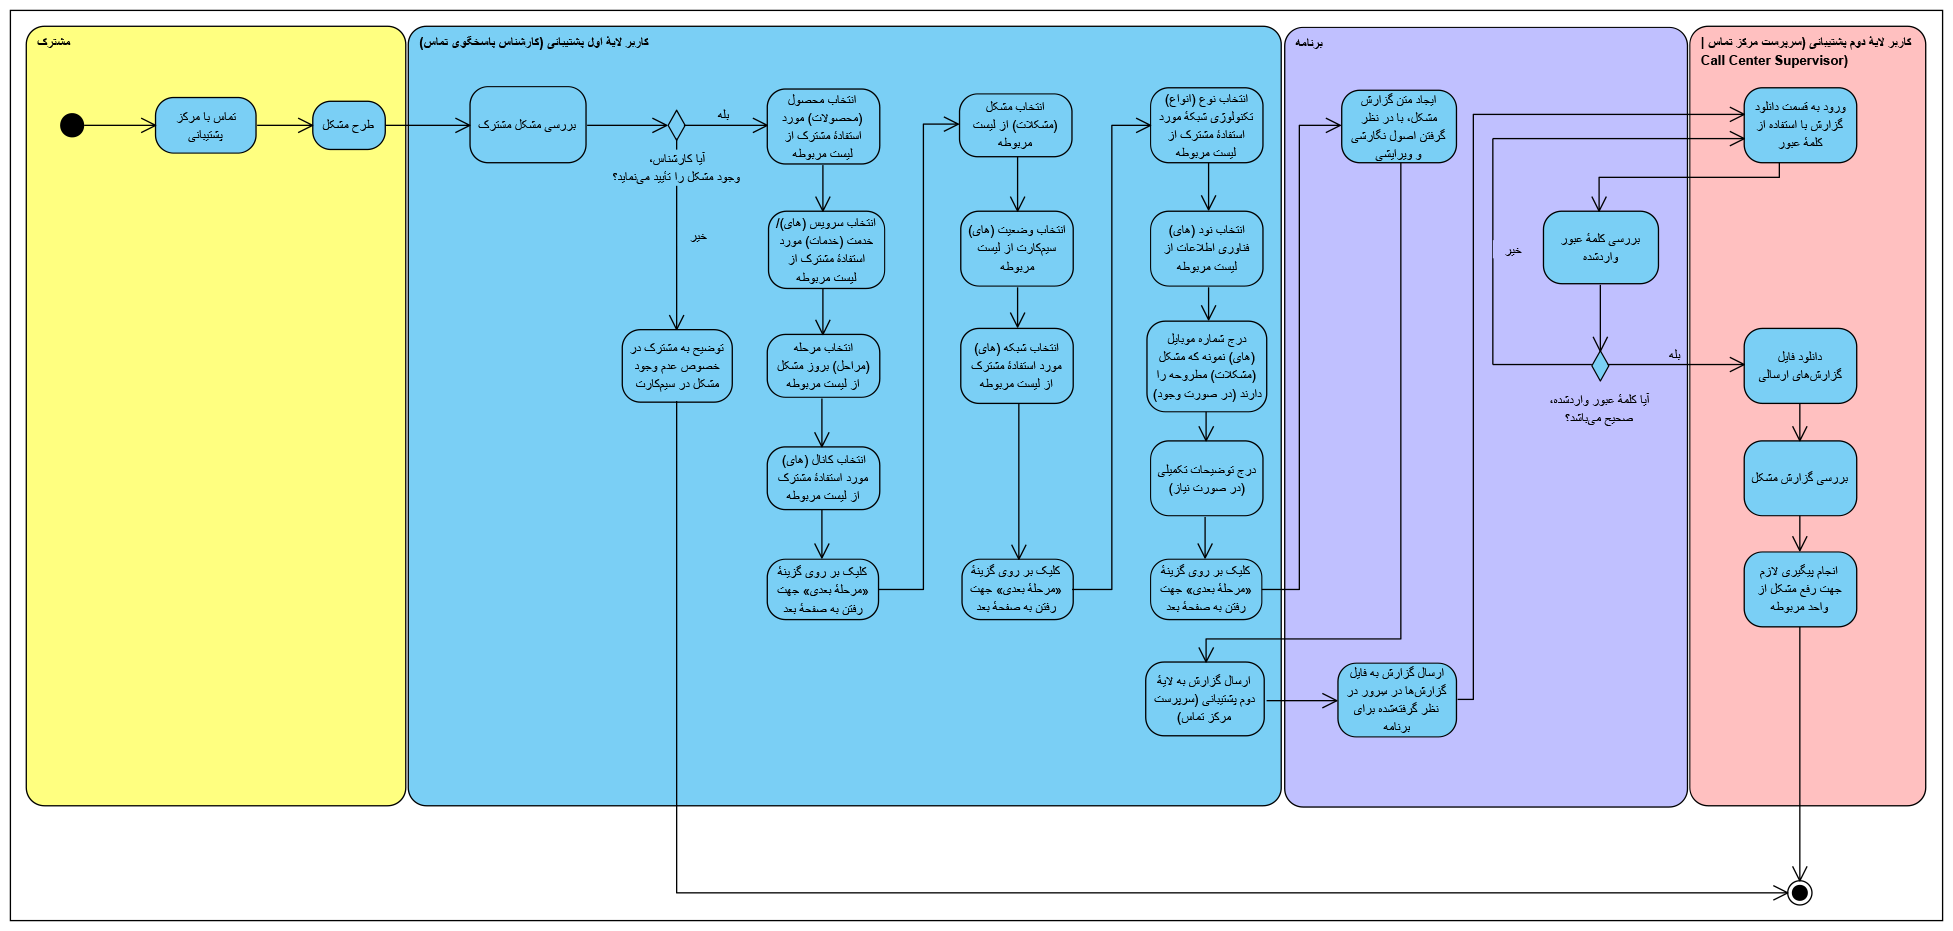 مشترک
تماس با مرکز
پشتیبانی
طرح مشکل
کاربر لایهٔ اول پشتیبانی (کارشناس پاسخگوی تماس)
بررسی مشکل مشترک
آیا کارشناس،
وجود مشکل را تأیید می‌نماید؟
بله
خیر
توضیح به مشترک در
خصوص عدم وجود
مشکل در سیم‌کارت
انتخاب محصول
(محصولات) مورد
استفادهٔ مشترک از
لیست مربوطه
انتخاب سرویس (های)/
خدمت (خدمات) مورد
استفادهٔ مشترک از
لیست مربوطه
انتخاب مرحله
(مراحل) بروز مشکل
از لیست مربوطه
انتخاب کانال (های)
مورد استفادهٔ مشترک
از لیست مربوطه
کلیک بر روی گزینهٔ
«مرحلهٔ بعدی» جهت
رفتن به صفحهٔ بعد
انتخاب مشکل
(مشکلات) از لیست
مربوطه
انتخاب وضعیت (های)
سیم‌کارت از لیست
مربوطه
انتخاب شبکه (های)
مورد استفادهٔ مشترک
از لیست مربوطه
کلیک بر روی گزینهٔ
«مرحلهٔ بعدی» جهت
رفتن به صفحهٔ بعد
انتخاب نوع (انواع)
تکنولوژی شبکهٔ مورد
استفادهٔ مشترک از
لیست مربوطه
انتخاب نود (های)
فناوری اطلاعات از
لیست مربوطه
درج شماره موبایل
(های) نمونه که مشکل
(مشکلات) مطروحه را
دارند (در صورت وجود)
درج توضیحات تکمیلی
(در صورت نیاز)
کلیک بر روی گزینهٔ
«مرحلهٔ بعدی» جهت
رفتن به صفحهٔ بعد
ارسال گزارش به لایهٔ
دوم پشتیبانی (سرپرست
مرکز تماس)
برنامه
ایجاد متن گزارش
مشکل، با در نظر
گرفتن اصول نگارشی
و ویرایشی
ارسال گزارش به فایل
گزارش‌ها در سرور در
نظر گرفته‌شده برای
برنامه
بررسی کلمهٔ عبور
واردشده
آیا کلمهٔ عبور واردشده،
صحیح می‌باشد؟
خیر
بله
کاربر لایهٔ دوم پشتیبانی (سرپرست مرکز تماس |
Call Center Supervisor)
ورود به قسمت دانلود
گزارش با استفاده از
کلمهٔ عبور
دانلود فایل
گزارش‌های ارسالی
بررسی گزارش مشکل
انجام پیگیری لازم
جهت رفع مشکل از
واحد مربوطه